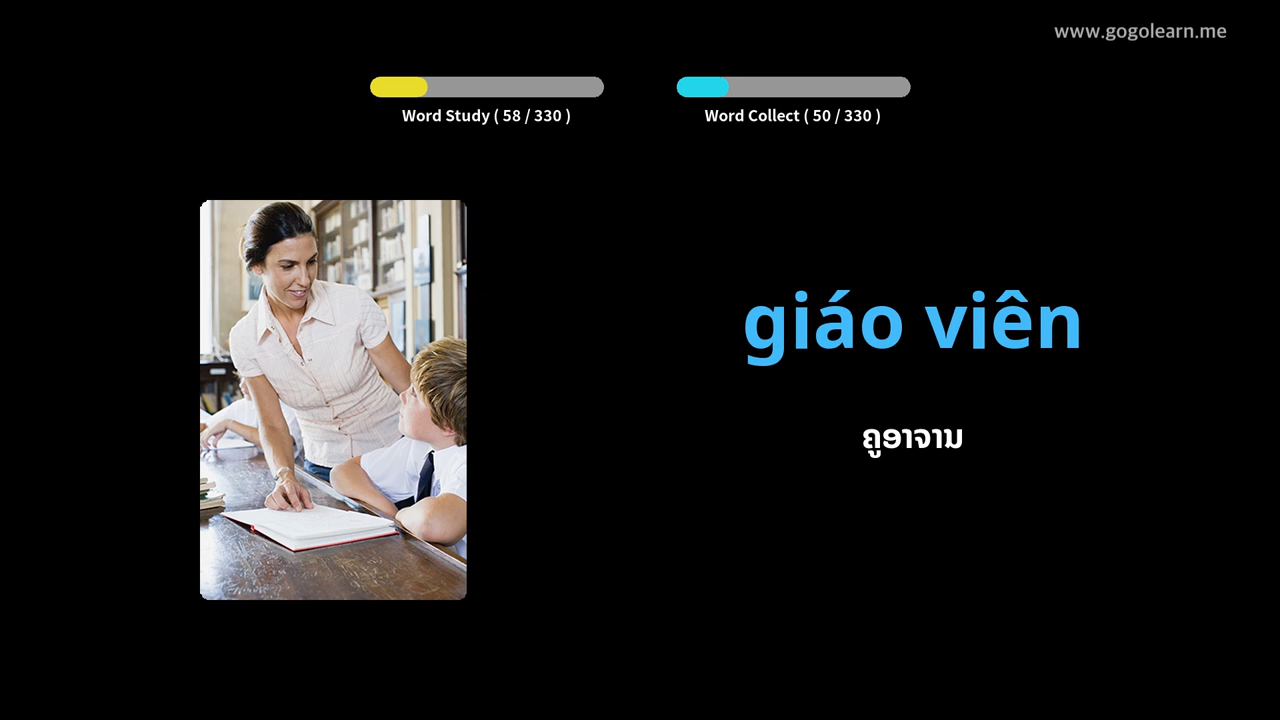 www.gogolearn.me
Word Study ( 58 / 330 )
Word Collect ( 50 / 330 )
giáo viên
ຄູອາຈານ